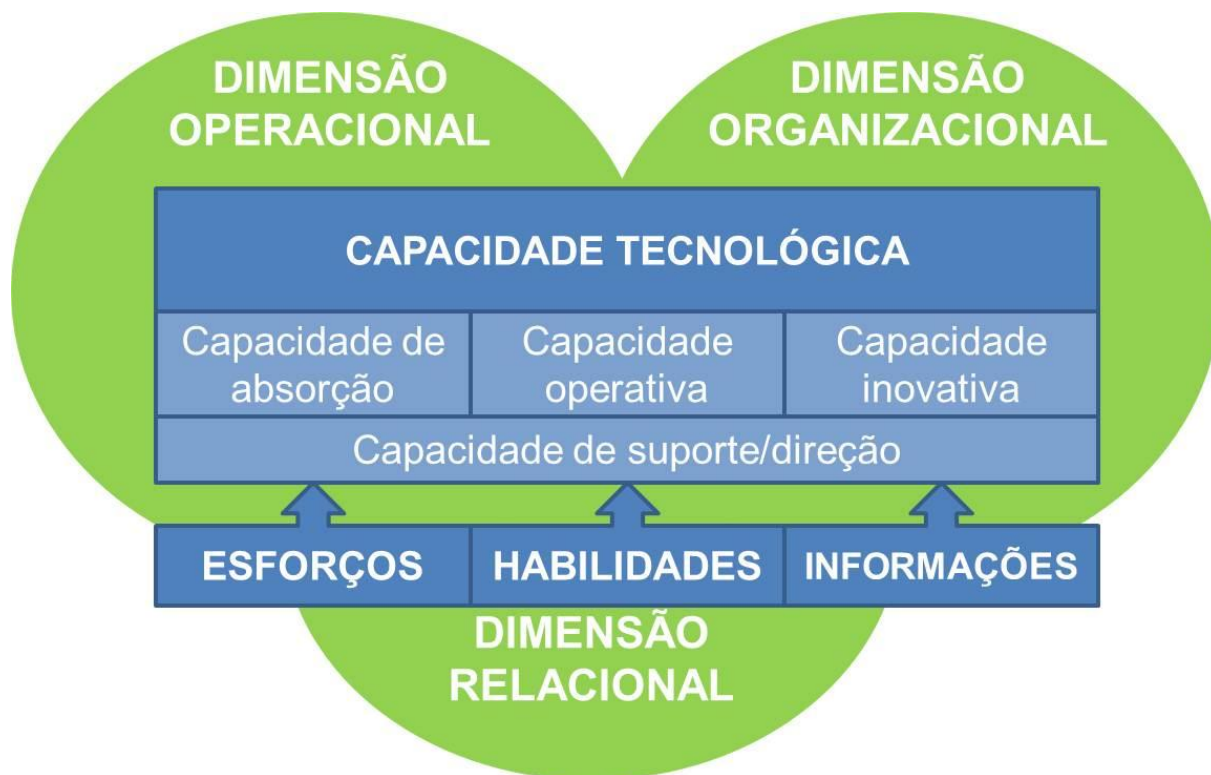 DIMENSÃO
OPERACIONAL
DIMENSÃO
ORGANIZACIONAL
CAPACIDADE TECNOLÓGICA
Capacidade de
absorção
Capacidade
operativa
Capacidade
inovativa
Capacidade de suporte/direção
ESFORÇOS
HABILIDADES
INFORMAÇÕES
DIMENSÃO
RELACIONAL